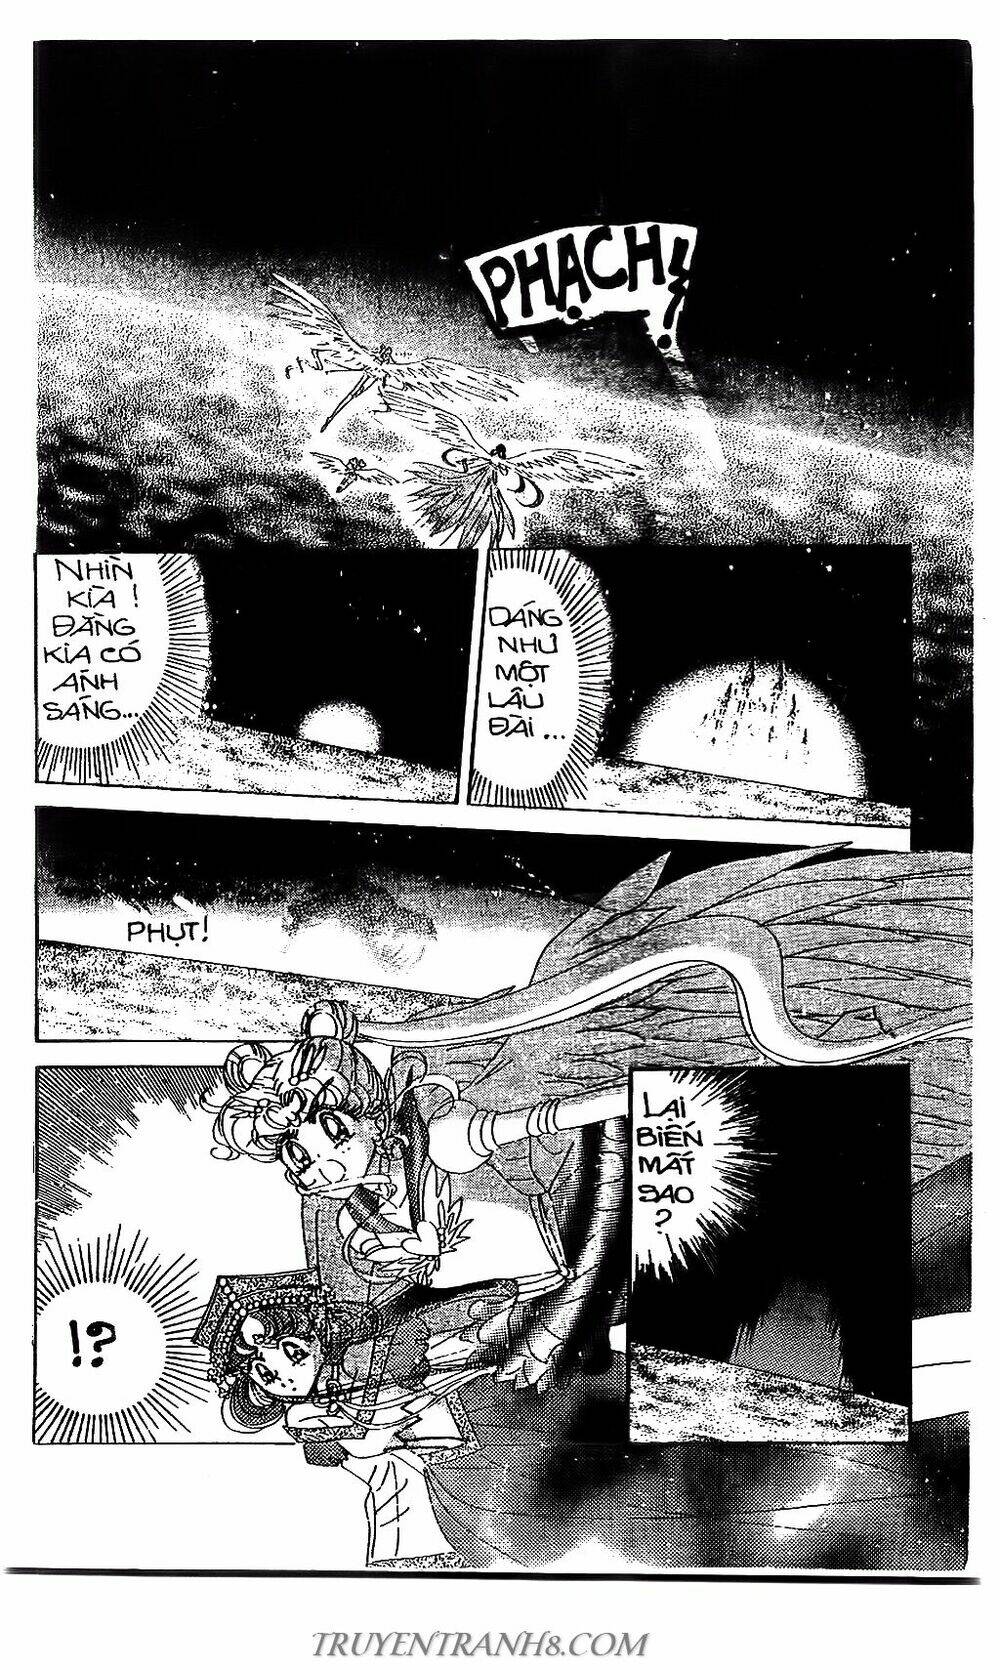 PHẠCH!
NHÌN
KÌA !
ĐẰNG
KIA CÓ
ÁNH
SÁNG...
DÁNG
NHƯ
MỘT
LÂU
ĐÀI ...
PHỤT!
LẠI
BIẾN
MẤT
SAO
?
!?
TRUYENTRANH8.COM